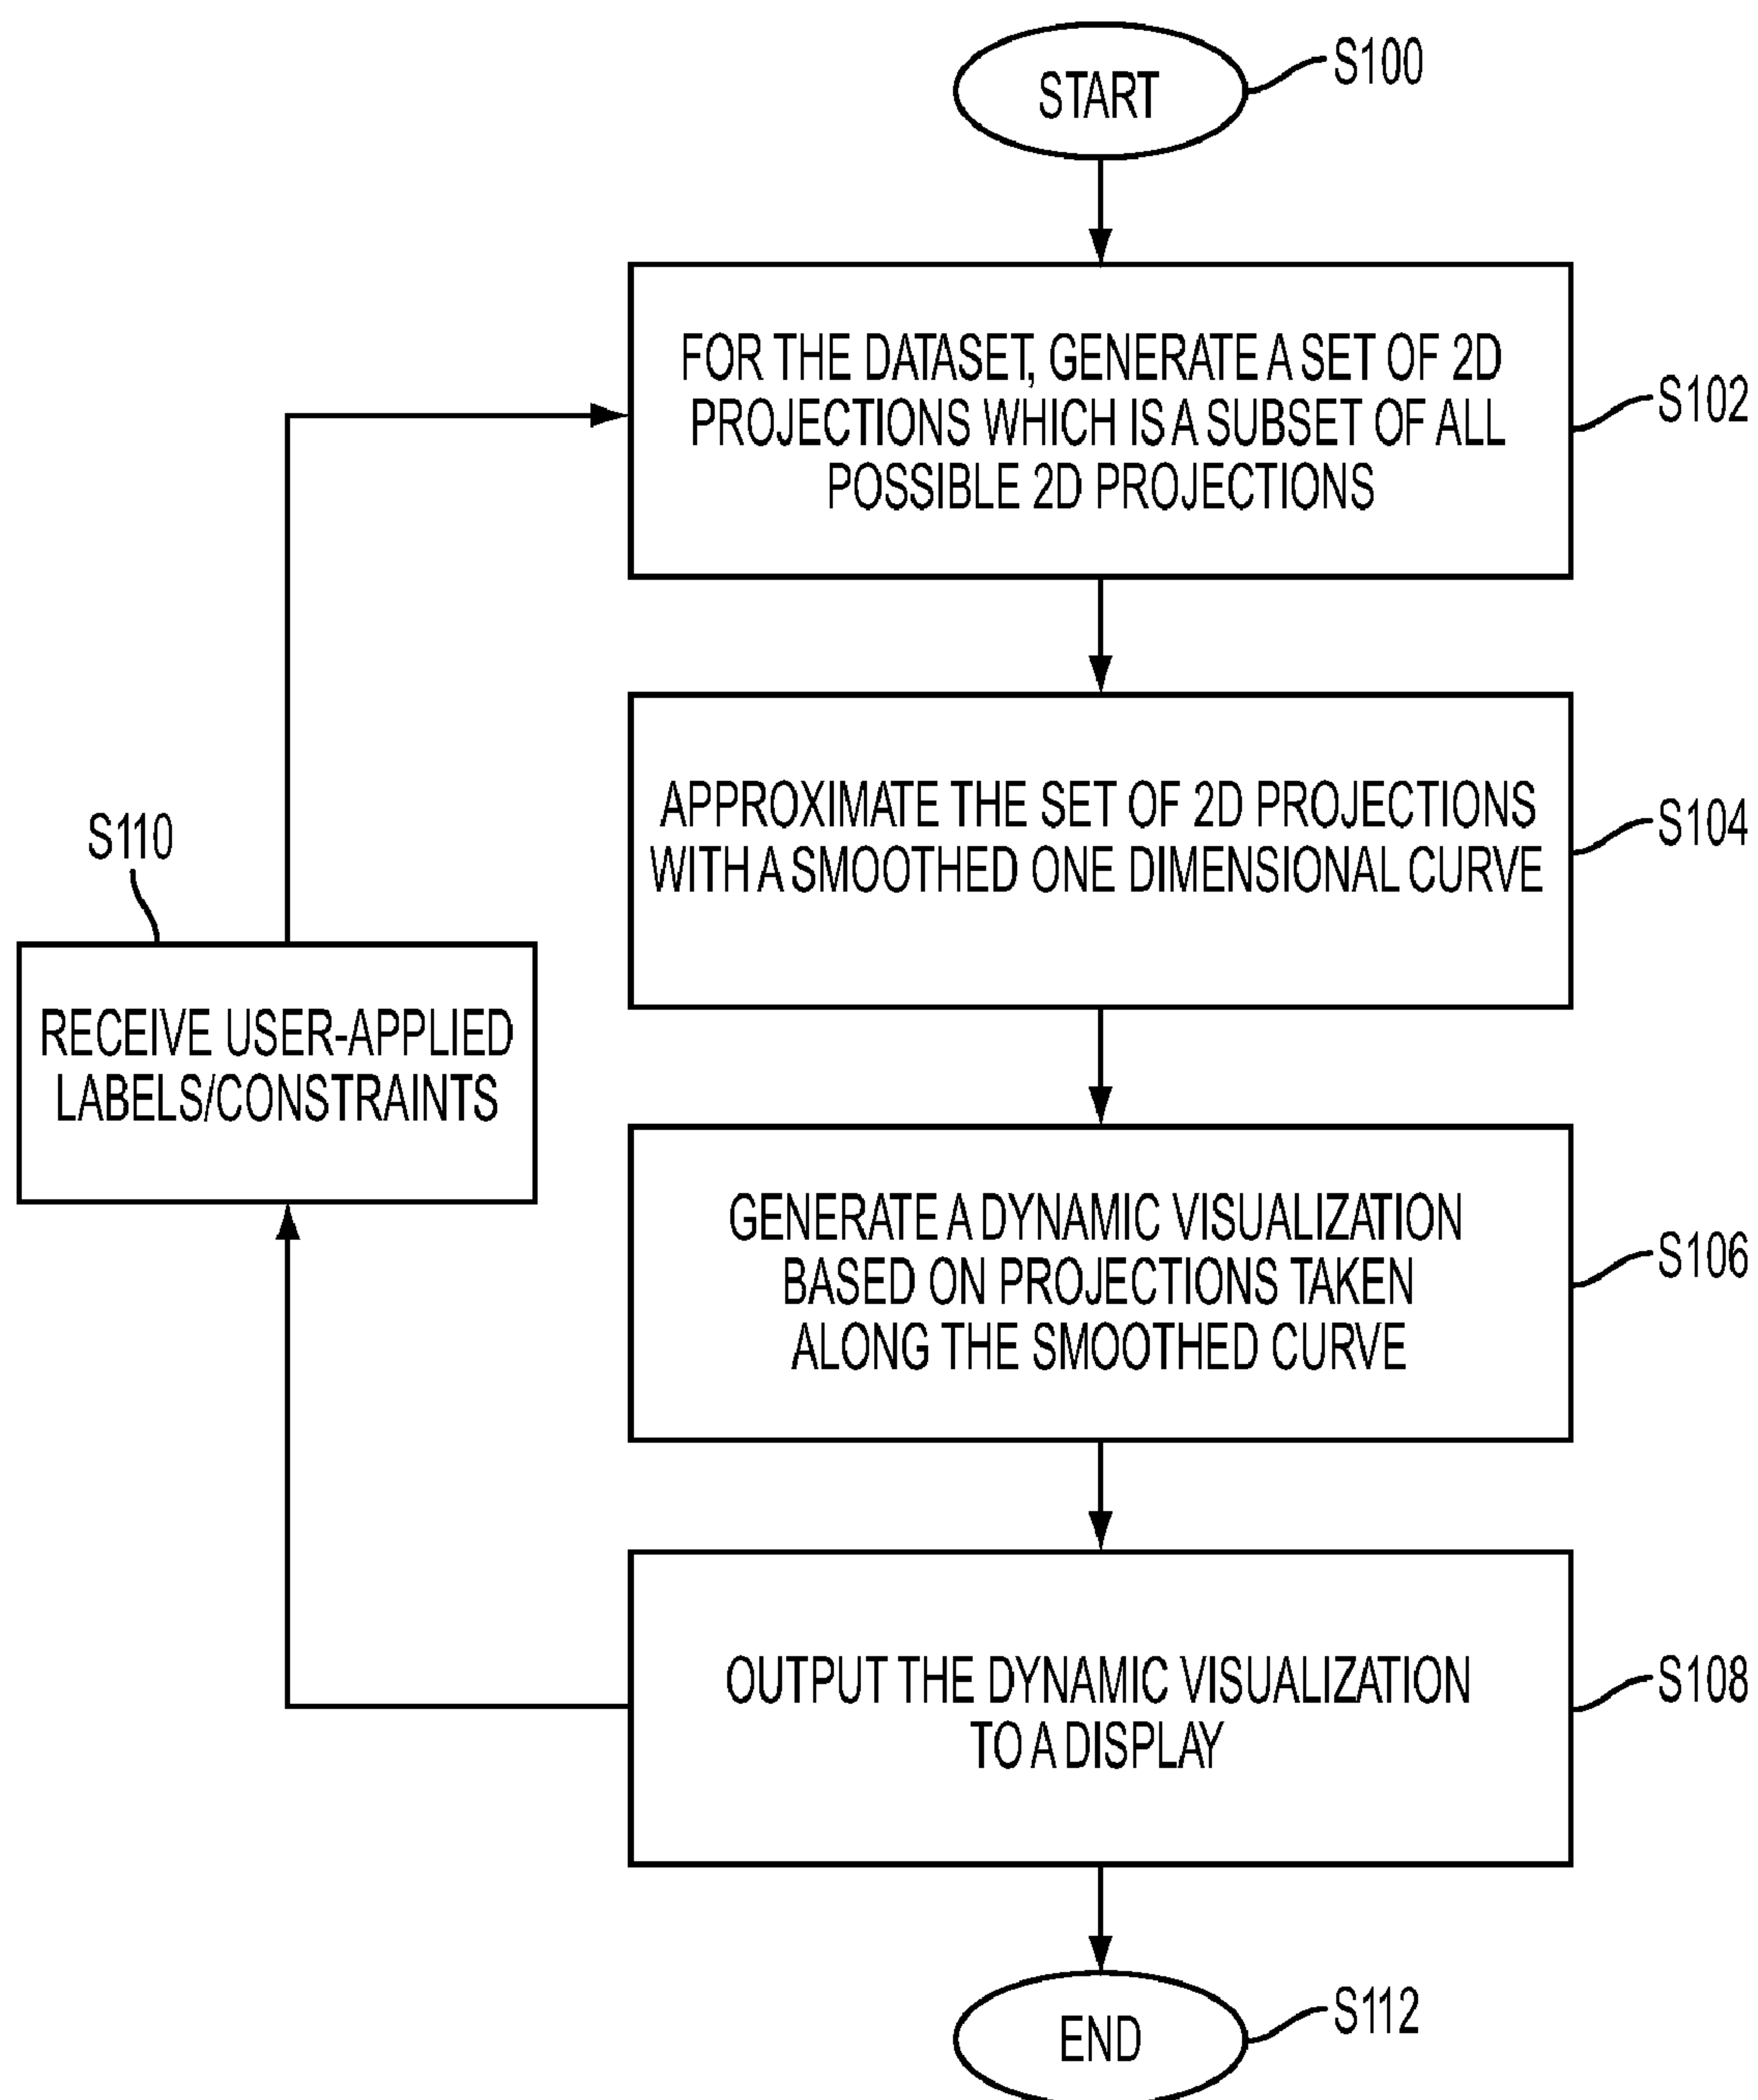 START
S100
FOR THE DATASET, GENERATE A SET OF 2D
PROJECTIONS WHICH IS A SUBSET OF ALL
POSSIBLE 2D PROJECTIONS
S102
APPROXIMATE THE SET OF 2D PROJECTIONS
WITH A SMOOTHED ONE DIMENSIONAL CURVE
S104
S110
RECEIVE USER-APPLIED
LABELS/CONSTRAINTS
GENERATE A DYNAMIC VISUALIZATION
BASED ON PROJECTIONS TAKEN
ALONG THE SMOOTHED CURVE
S106
OUTPUT THE DYNAMIC VISUALIZATION
TO A DISPLAY
S108
END
S112